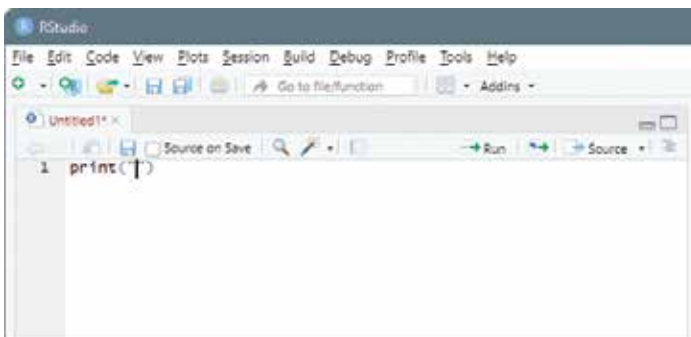 RStudio
File Edit Code View Plots Session Build Debug Profile Tools Help
Go to file/function Addins
Untitled1* ×
Source on Save Run Source
1 print("")